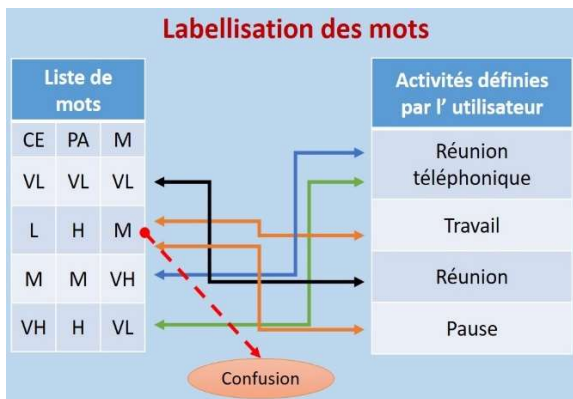 Labellisation des mots
Liste de
mots
CE PA M
VL VL VL
L H M
M M VH
VH H VL
Activités définies
par l’ utilisateur
Réunion
téléphonique
Travail
Réunion
Pause
Confusion